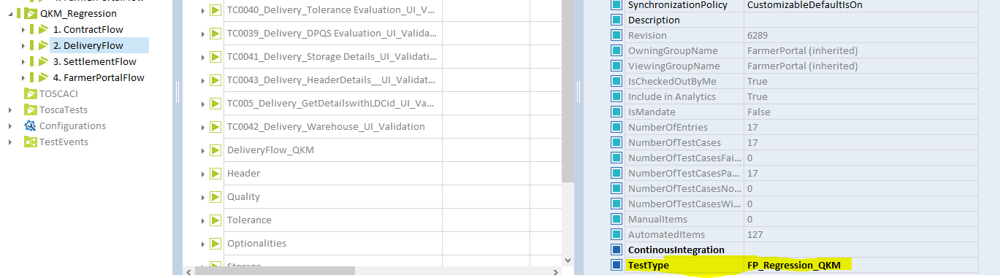 QKM_Regression
1. ContractFlow
2. DeliveryFlow
3. SettlementFlow
4. FarmerPortalFlow
TOSCACI
ToscaTests
Configurations
TestEvents
TC0040_Delivery_Tolerance Evaluation_UI_V...
TC0039_Delivery_DPQS Evaluation_UI_Valida...
TC0041_Delivery_Storage Details_UI_Validati...
TC0043_Delivery_HeaderDetails__UI_Validat...
TC005_Delivery_GetDetailswithLDCid_UI_Va...
TC0042_Delivery_Warehouse_UI_Validation
DeliveryFlow_QKM
Header
Quality
Tolerance
Optionalities
SynchronizationPolicy CustomizableDefaultIsOn
Description
Revision 6289
OwningGroupName FarmerPortal (inherited)
ViewingGroupName FarmerPortal (inherited)
IsCheckedOutByMe True
Include in Analytics True
IsMandate False
NumberOfEntries 17
NumberOfTestCases 17
NumberOfTestCasesFai... 0
NumberOfTestCasesPa... 17
NumberOfTestCasesNo... 0
NumberOfTestCasesWi... 0
ManualItems 0
AutomatedItems 127
ContinousIntegration
TestType FP_Regression_QKM